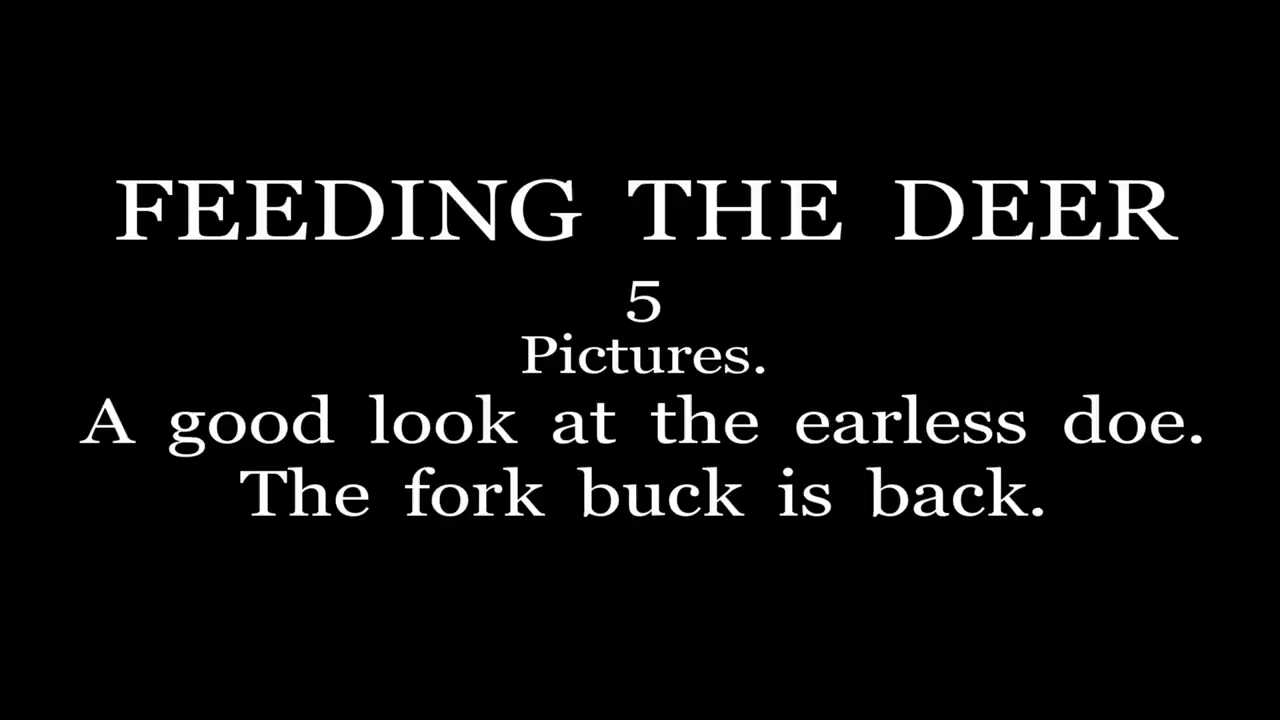 FEEDING THE DEER
5
Pictures.
A good look at the earless doe.
The fork buck is back.